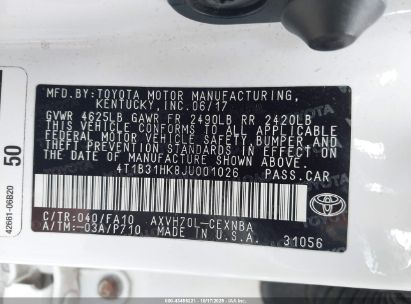 MFD.BY:TOYOTA MOTOR MANUFACTURING,
KENTUCKY, INC. 06/17
GVWR 4625LB GAWR FR 2490LB RR 2420LB
THIS VEHICLE CONFORMS TO ALL APPLICABLE
FEDERAL MOTOR VEHICLE SAFETY, BUMPER AND
THEFT PREVENTION STANDARDS IN EFFECT ON
THE DATE OF MANUFACTURE SHOWN ABOVE.
4T1B31HK8JU001026 PASS.CAR
C/TR:040/FA10 AXVH70L-CEXNBA
A/TM:-03A/P710 MADE IN U.S.A. 31056
TOYOTA
50
42661-06B20